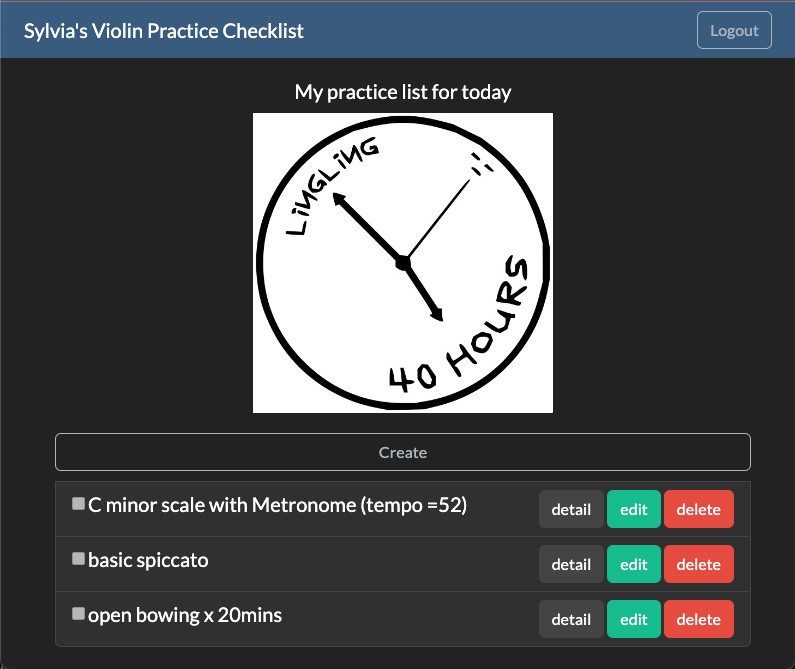 Sylvia's Violin Practice Checklist
Logout
My practice list for today
LiNGLiNG
40 HOURS
Create
C minor scale with Metronome (tempo =52)
detail edit delete
basic spiccato
detail edit delete
open bowing x 20mins
detail edit delete